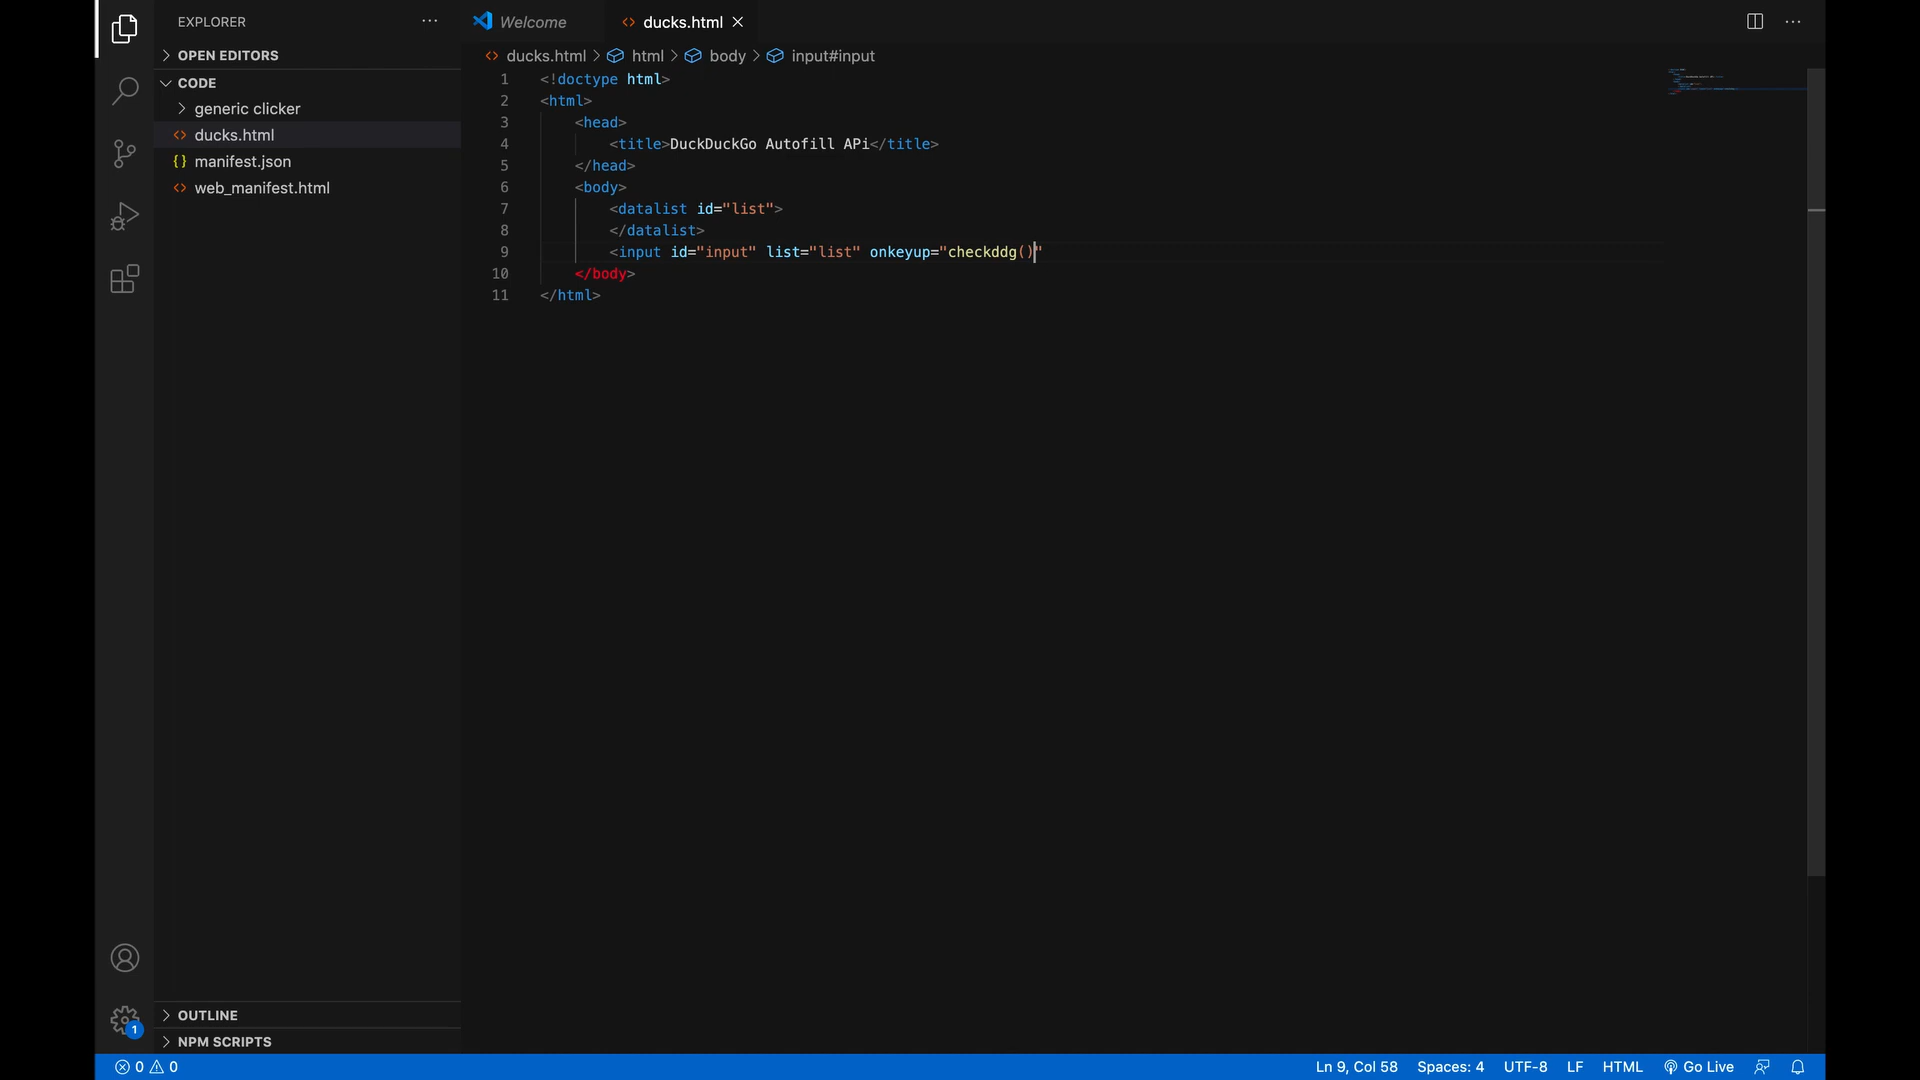 EXPLORER
OPEN EDITORS
CODE
generic clicker
ducks.html
manifest.json
web_manifest.html
OUTLINE
NPM SCRIPTS
Welcome
ducks.html
ducks.html > html > body > input#input
1 <!doctype html>
2 <html>
3 <head>
4 <title>DuckDuckGo Autofill APi</title>
5 </head>
6 <body>
7 <datalist id="list">
8 </datalist>
9 <input id="input" list="list" onkeyup="checkddg()"
10 </body>
11 </html>
1
0 0 Ln 9, Col 58 Spaces: 4 UTF-8 LF HTML Go Live